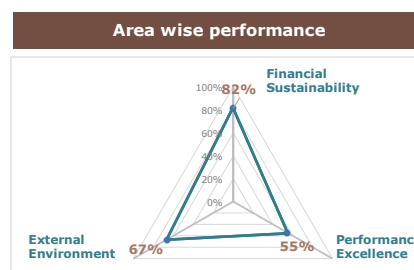 Area wise performance
Financial
Sustainability
100%
82%
80%
60%
40%
20%
0%
External
Environment
67%
55%
Performanc
Excellence